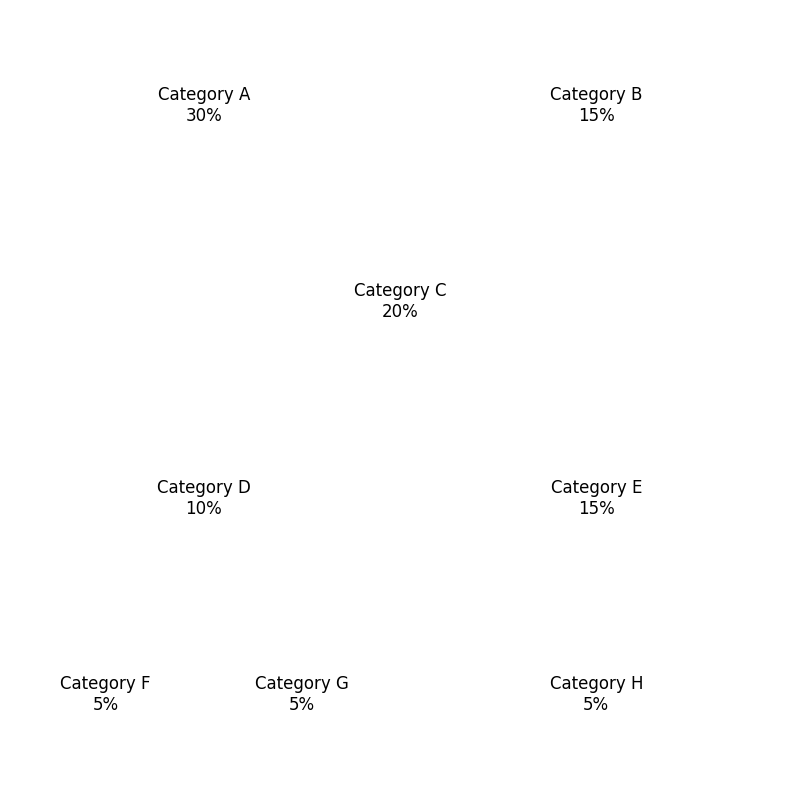 Category A
30%
Category B
15%
Category C
20%
Category D
10%
Category E
15%
Category F
5%
Category G
5%
Category H
5%